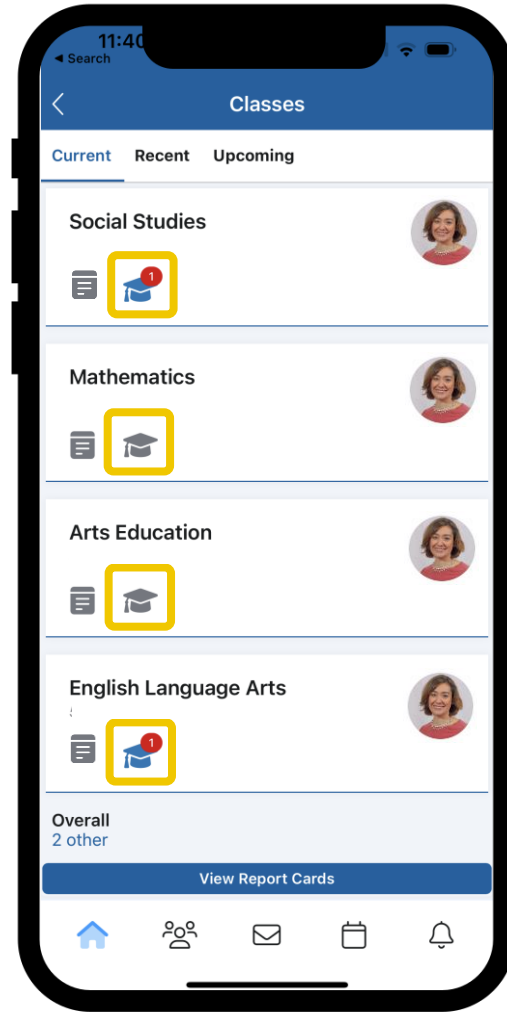 11:40
◂ Search
Classes
Current Recent Upcoming
Social Studies
1
Mathematics
Arts Education
English Language Arts
1
Overall
2 other
View Report Cards